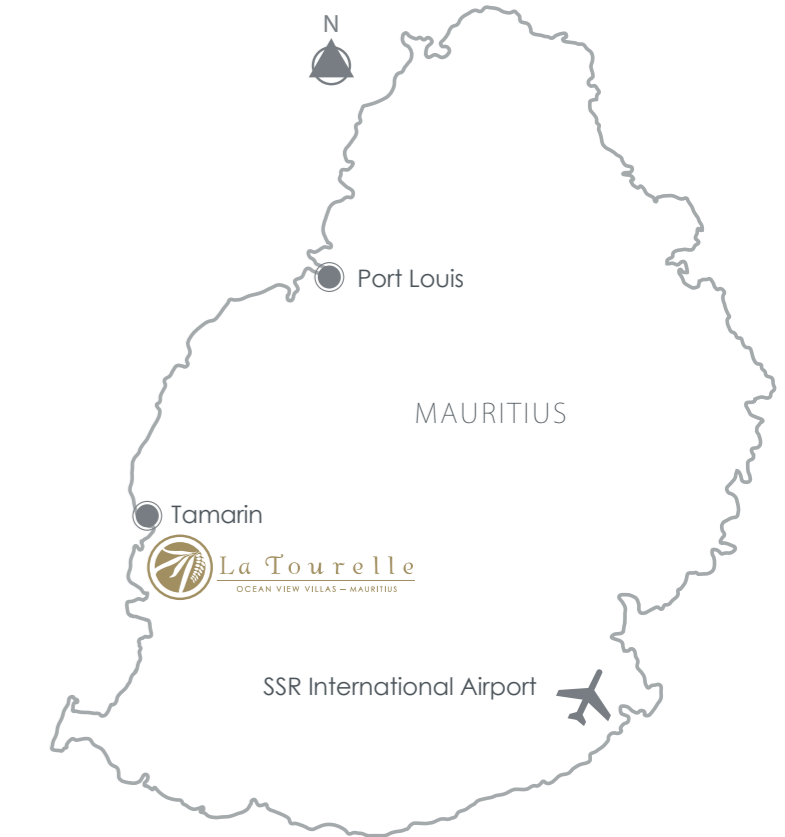 N
Port Louis
MAURITIUS
Tamarin
La Tourelle
OCEAN VIEW VILLAS – MAURITIUS
SSR International Airport